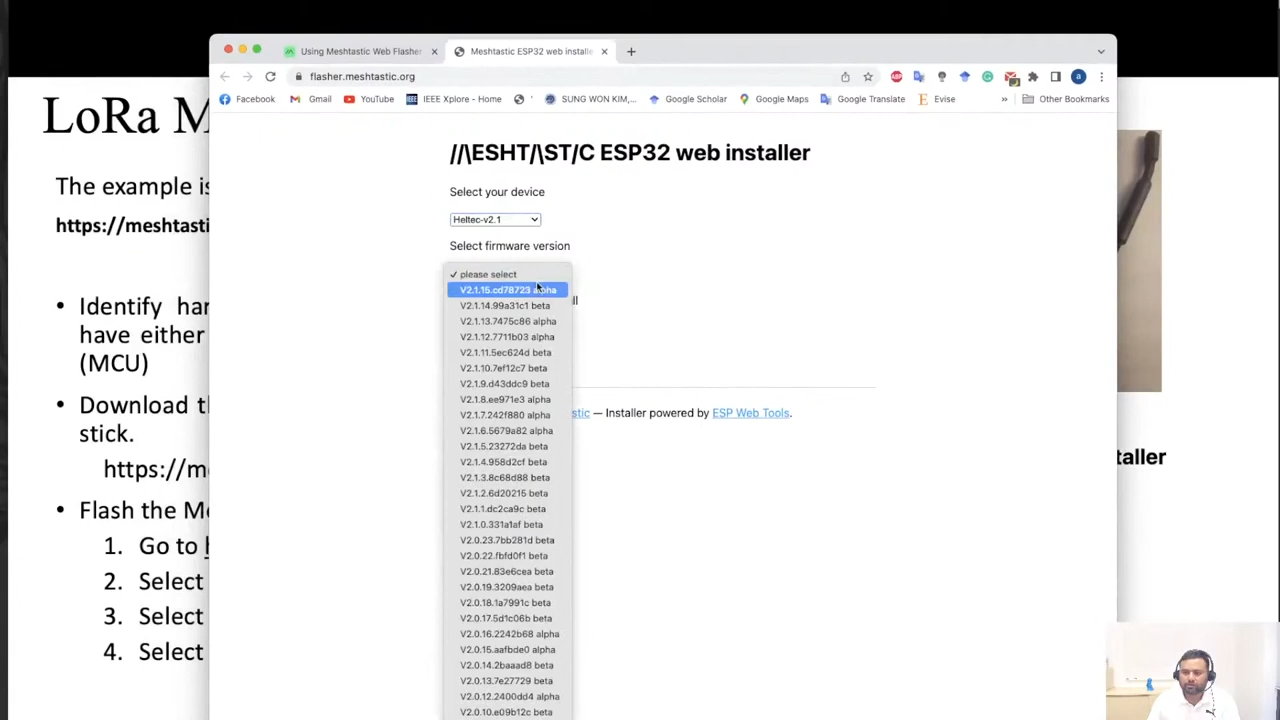 Using Meshtastic Web Flasher
Meshtastic ESP32 web installe
flasher.meshtastic.org
Facebook
Gmail
YouTube
IEEE Xplore - Home
SUNG WON KIM,...
Google Scholar
Google Maps
Google Translate
Evise
»
Other Bookmarks
LoRa M
The example is
https://meshtasti
Identify har
have either
(MCU)
Download th
stick.
https://m
Flash the Me
1. Go to h
2. Select
3. Select
4. Select
//\ESHT/\ST/C ESP32 web installer
Select your device
Heltec-v2.1
Select firmware version
✓ please select
V2.1.15.cd78723 alpha
V2.1.14.99a31c1 beta
V2.1.13.7475c86 alpha
V2.1.12.7711b03 alpha
V2.1.11.5ec624d beta
V2.1.10.7ef12c7 beta
V2.1.9.d43ddc9 beta
V2.1.8.ee971e3 alpha
V2.1.7.242f880 alpha
V2.1.6.5679a82 alpha
V2.1.5.23272da beta
V2.1.4.958d2cf beta
V2.1.3.8c68d88 beta
V2.1.2.6d20215 beta
V2.1.1.dc2ca9c beta
V2.1.0.331a1af beta
V2.0.23.7bb281d beta
V2.0.22.fbfd0f1 beta
V2.0.21.83e6cea beta
V2.0.19.3209aea beta
V2.0.18.1a7991c beta
V2.0.17.5d1c06b beta
V2.0.16.2242b68 alpha
V2.0.15.aafbde0 alpha
V2.0.14.2baaad8 beta
V2.0.13.7e27729 beta
V2.0.12.2400dd4 alpha
V2.0.10.e09b12c beta
ll
stic — Installer powered by ESP Web Tools.
taller